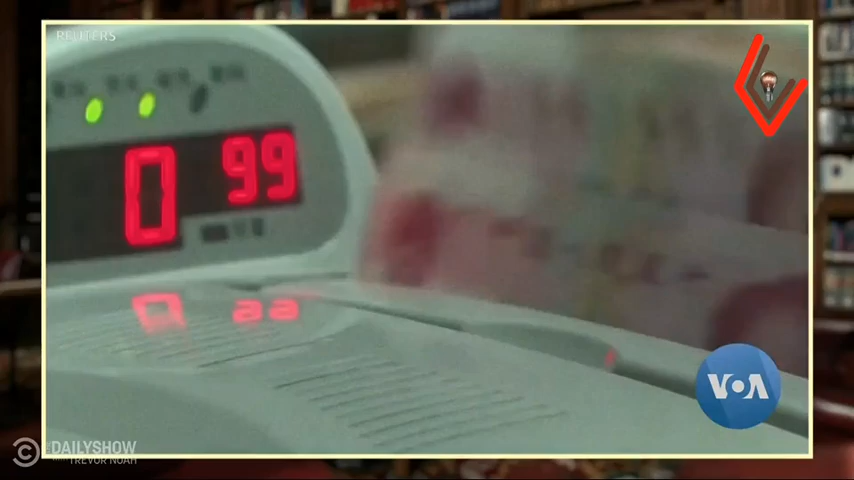 REUTERS
0 99
VOA
DAILYSHOW
TREVOR NOAH